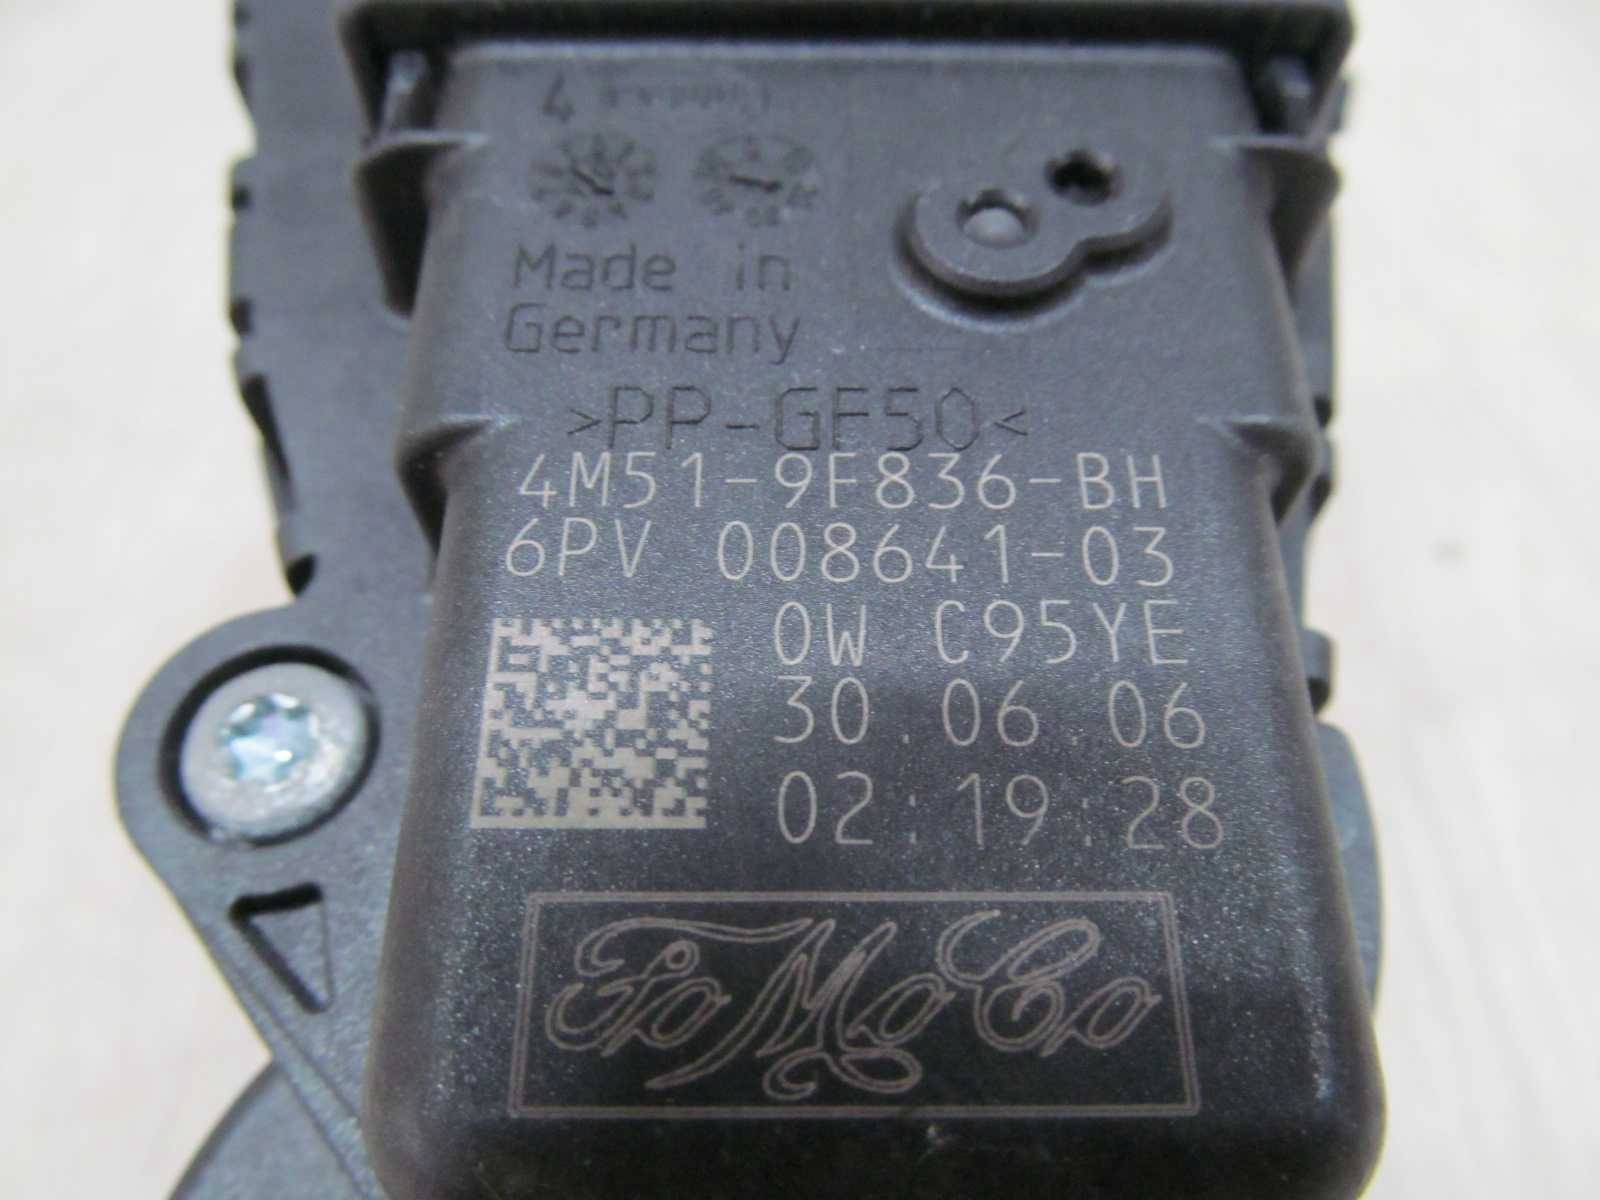 4
Made in
Germany
>PP-GF50<
4M51-9F836-BH
6PV 008641-03
0W C95YE
30.06.06
02:19:28
FoMoCo